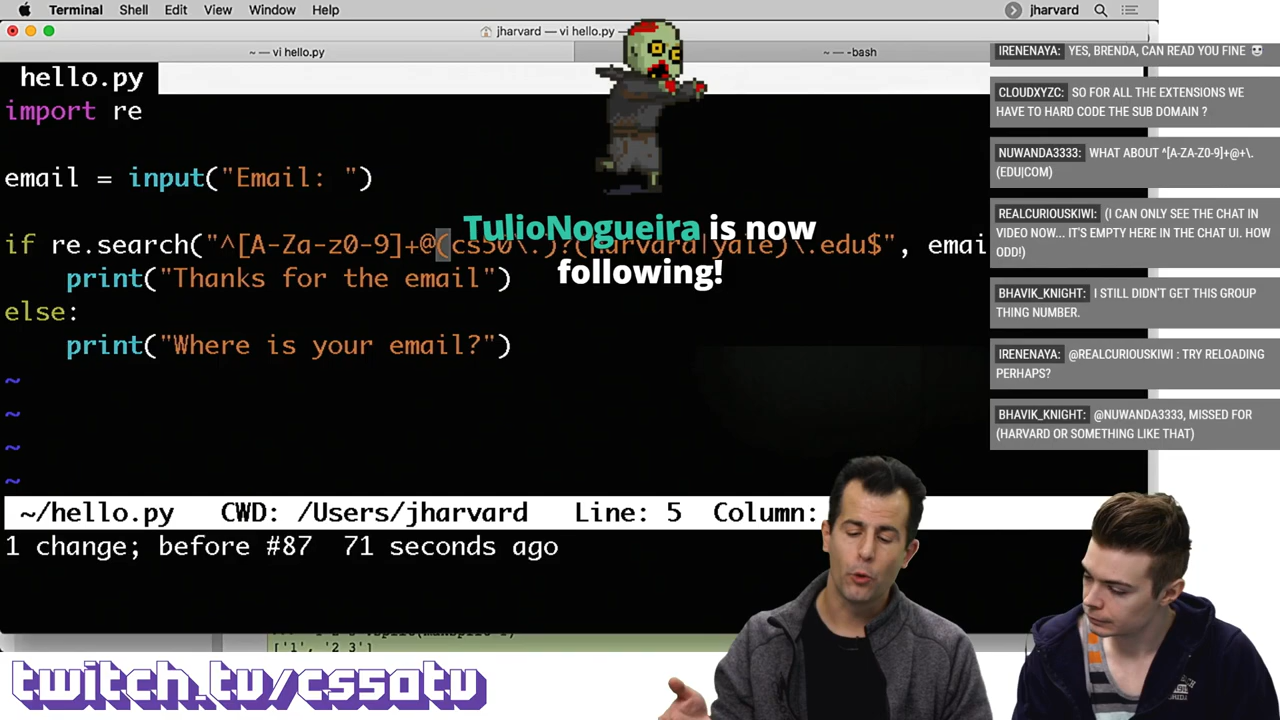 Terminal Shell Edit View Window Help jharvard
jharvard — vi hello.py —
~ — vi hello.py
~ — -bash
hello.py
import re
email = input("Email: ")
if re.search("^[A-Za-z0-9]+@(cs50\.)?(harvard|yale)\.edu$", emai
print("Thanks for the email")
else:
print("Where is your email?")
~
~
~
~
~/hello.py CWD: /Users/jharvard Line: 5 Column:
1 change; before #87 71 seconds ago
['1', '2 3']
TulioNogueira is now
following!
IRENENAYA: YES, BRENDA, CAN READ YOU FINE
CLOUDXYZC: SO FOR ALL THE EXTENSIONS WE
HAVE TO HARD CODE THE SUB DOMAIN ?
NUWANDA3333: WHAT ABOUT ^[A-ZA-Z0-9]+@+\.
(EDU|COM)
REALCURIOUSKIWI: (I CAN ONLY SEE THE CHAT IN
VIDEO NOW... IT'S EMPTY HERE IN THE CHAT UI. HOW
ODD!)
BHAVIK_KNIGHT: I STILL DIDN'T GET THIS GROUP
THING NUMBER.
IRENENAYA: @REALCURIOUSKIWI : TRY RELOADING
PERHAPS?
BHAVIK_KNIGHT: @NUWANDA3333, MISSED FOR
(HARVARD OR SOMETHING LIKE THAT)
twitch.tv/cs50tv